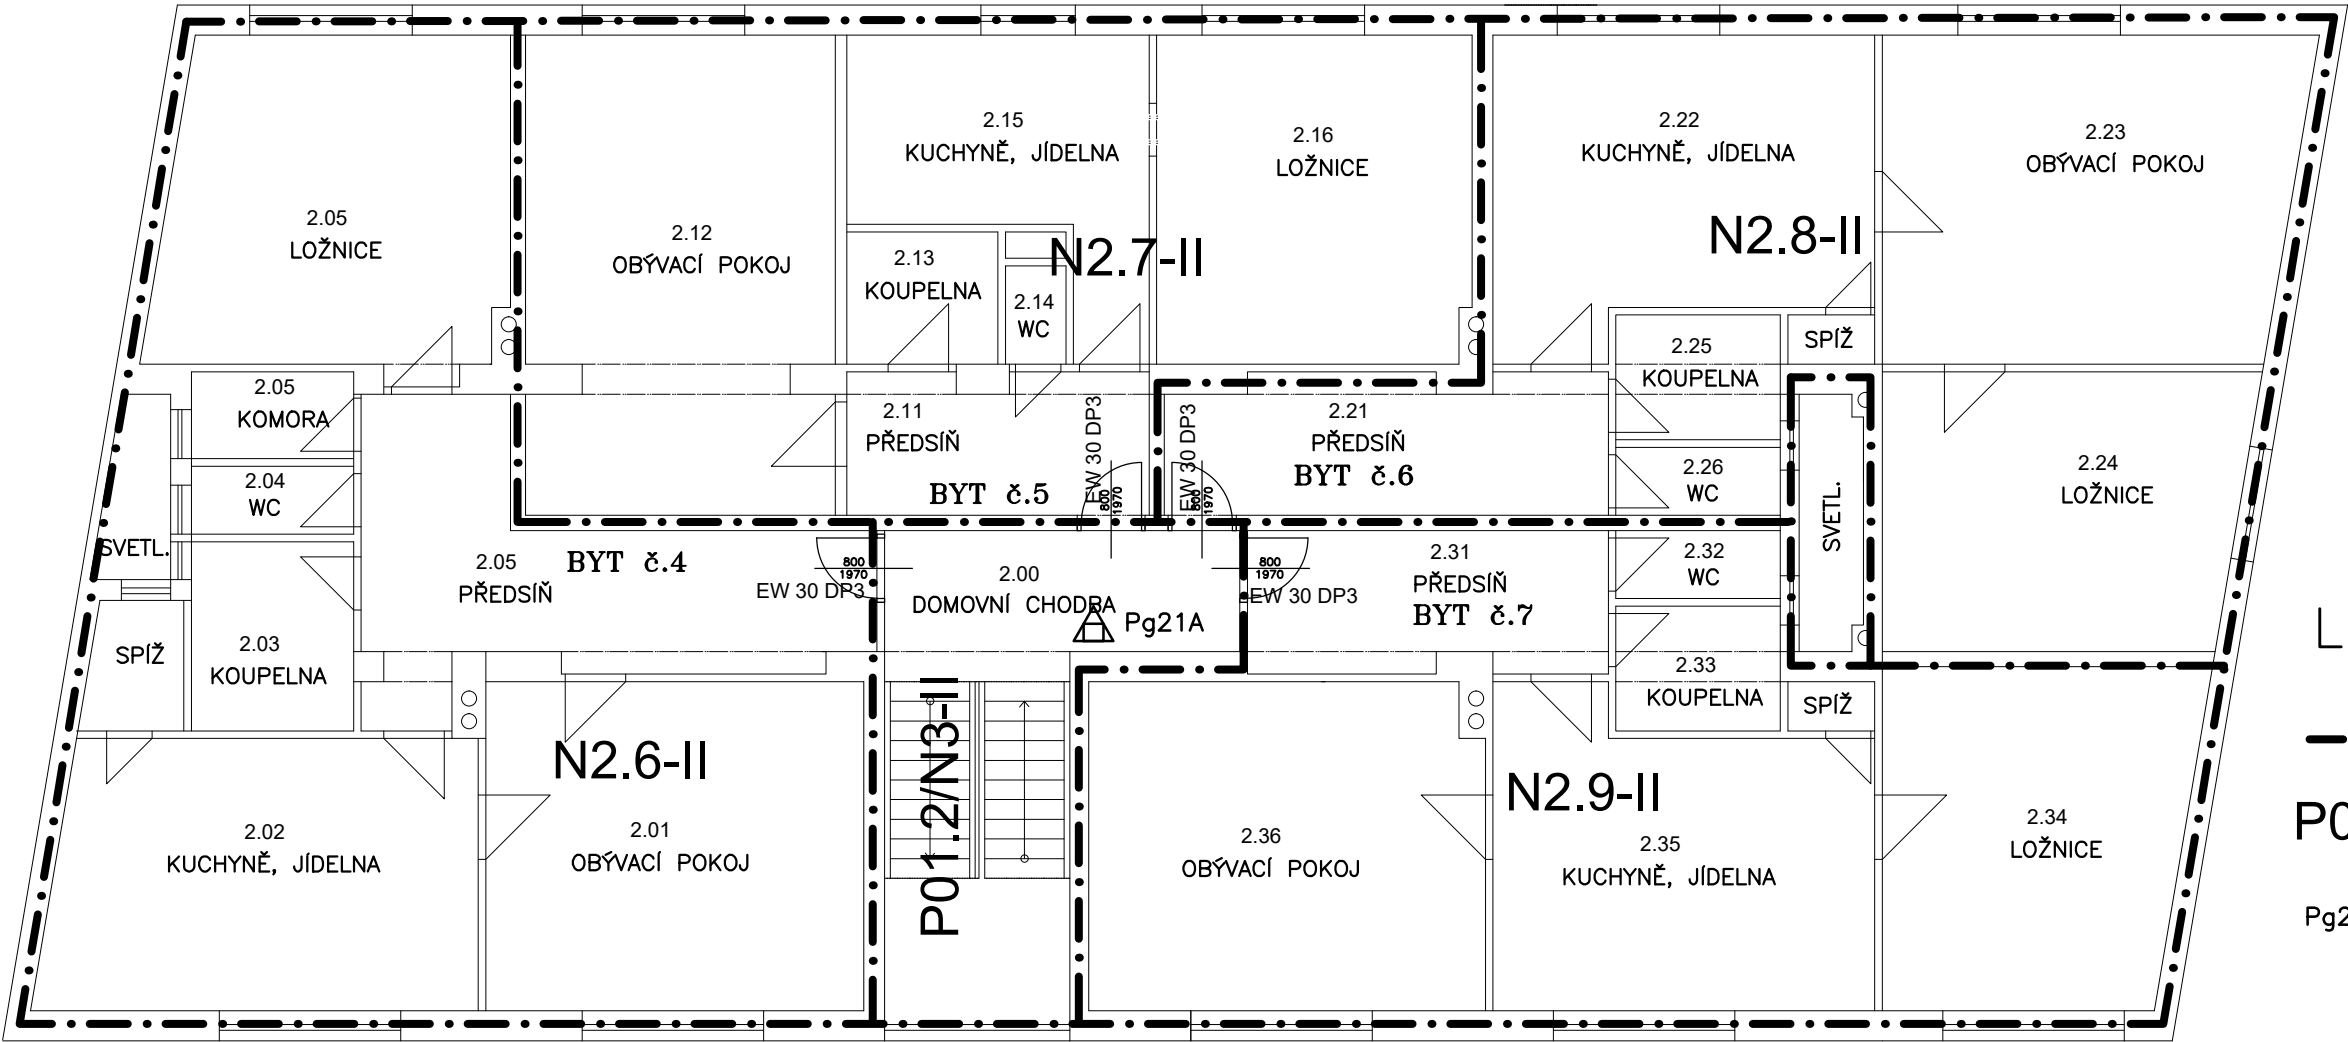 2.15
KUCHYNĚ, JÍDELNA
2.16
LOŽNICE
2.22
KUCHYNĚ, JÍDELNA
2.23
OBÝVACÍ POKOJ
2.05
LOŽNICE
2.12
OBÝVACÍ POKOJ
2.13
KOUPELNA
2.14
WC
N2.7-II
N2.8-II
SPÍŽ
2.25
KOUPELNA
2.05
KOMORA
2.11
PŘEDSÍŇ
BYT č.5
EW 30 DP3
800
1970
EW 30 DP3
800
1970
2.21
PŘEDSÍŇ
BYT č.6
2.26
WC
2.24
LOŽNICE
2.04
WC
SVETL.
SVETL.
2.05
PŘEDSÍŇ
BYT č.4
800
1970
EW 30 DP3
2.00
DOMOVNÍ CHODBA
Pg21A
800
1970
EW 30 DP3
2.31
PŘEDSÍŇ
BYT č.7
2.32
WC
L
SPÍŽ
2.03
KOUPELNA
2.33
KOUPELNA
SPÍŽ
N2.6-II
P01.2/N3-II
N2.9-II
2.02
KUCHYNĚ, JÍDELNA
2.01
OBÝVACÍ POKOJ
2.36
OBÝVACÍ POKOJ
2.35
KUCHYNĚ, JÍDELNA
2.34
LOŽNICE
P0
Pg2